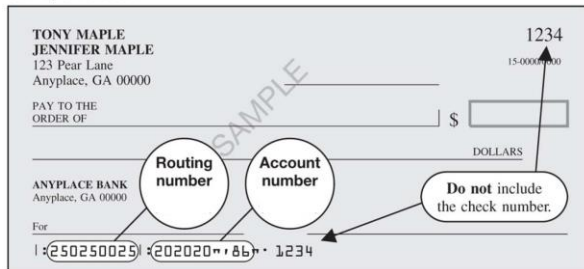 TONY MAPLE
JENNIFER MAPLE
123 Pear Lane
Anyplace, GA 00000
1234
15-0000/0000
SAMPLE
PAY TO THE
ORDER OF
$
DOLLARS
Routing
number
Account
number
ANYPLACE BANK
Anyplace, GA 00000
Do not include
the check number.
For
|:250250025|:202020"'86"' 1234